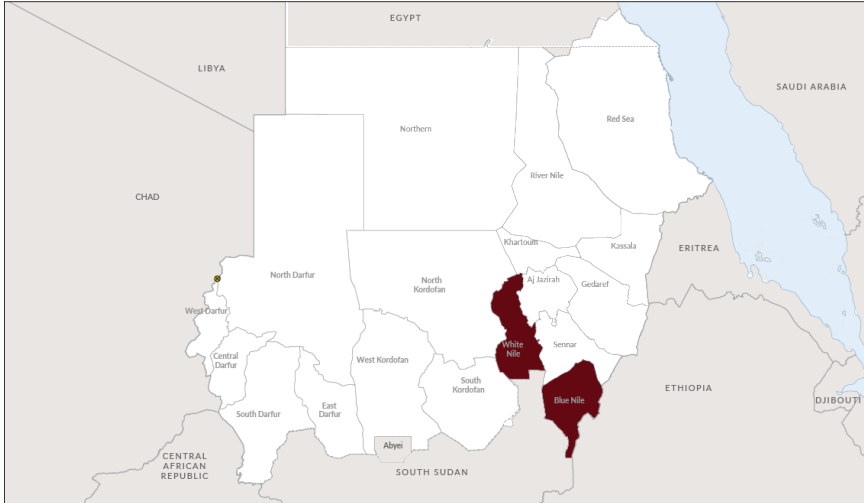 EGYPT
LIBYA
SAUDI ARABIA
Red Sea
Northern
River Nile
CHAD
Khartoum
Kassala
ERITREA
North Darfur
North
Kordofan
Aj Jazirah
Gedaref
West Darfur
White
Nile
Sennar
Central
Darfur
West Kordofan
South
Kordofan
ETHIOPIA
DJIBOUTI
Blue Nile
East
Darfur
South Darfur
Abyei
CENTRAL
AFRICAN
REPUBLIC
SOUTH SUDAN